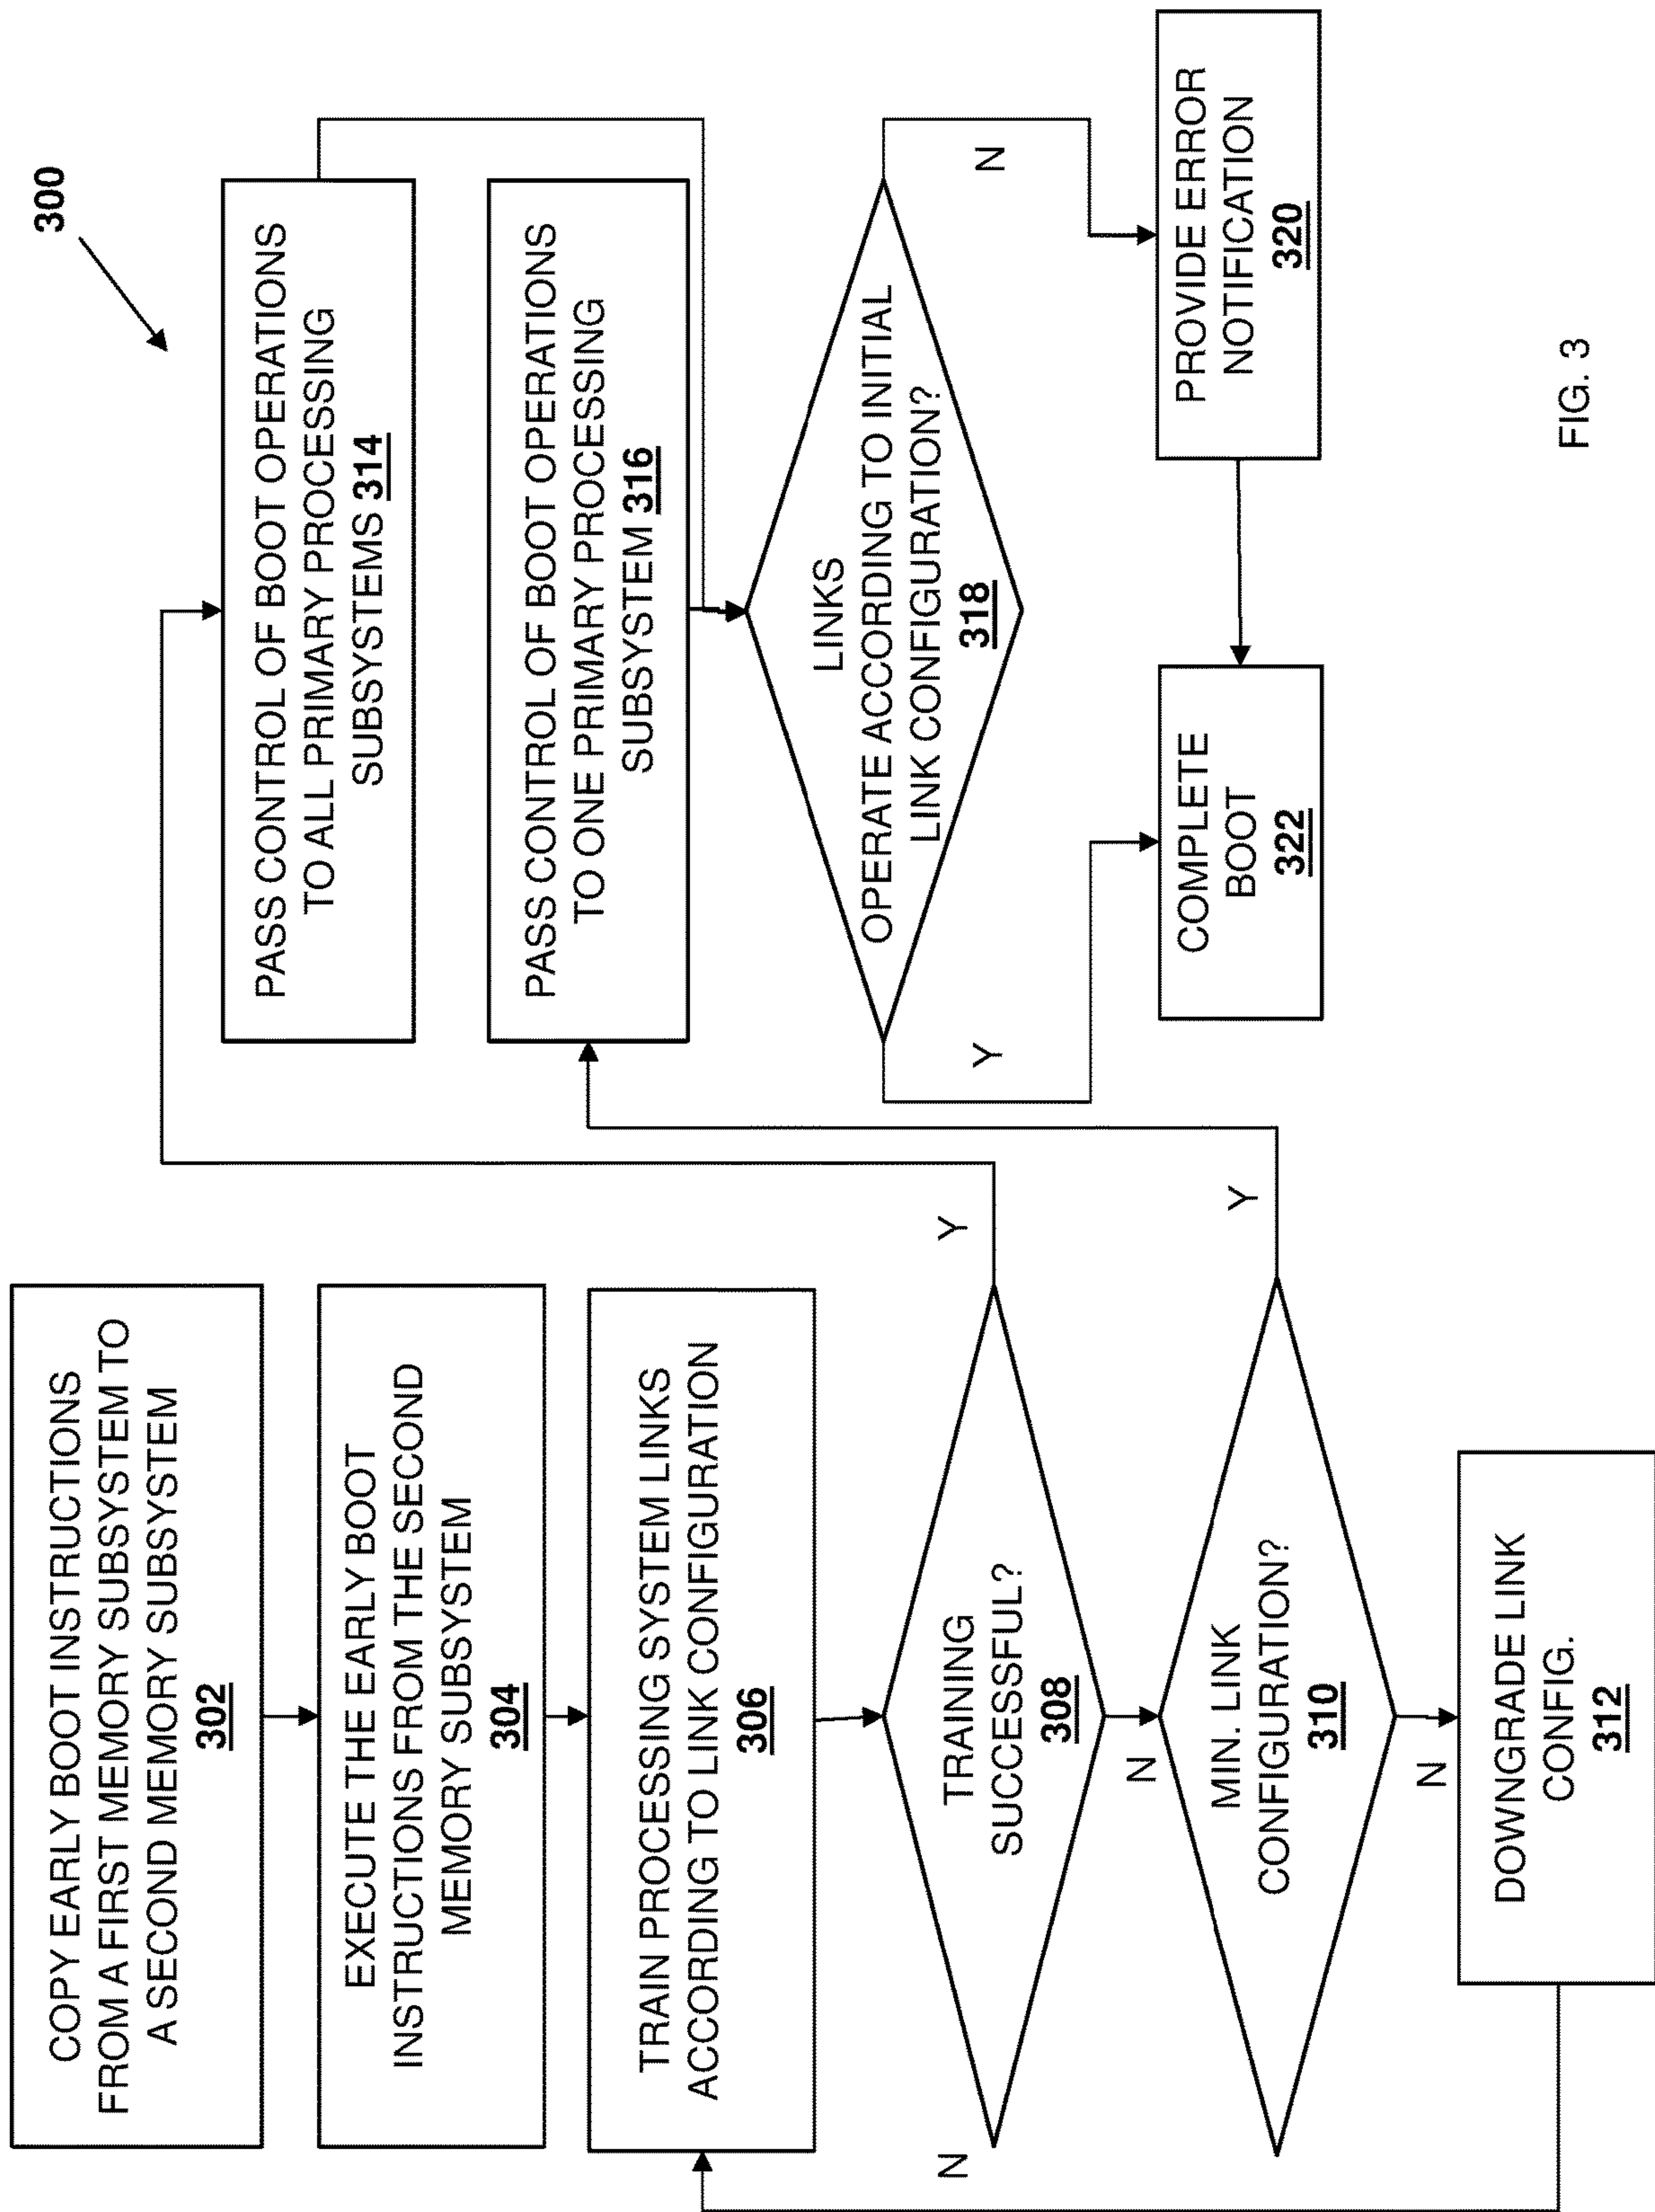 300
COPY EARLY BOOT INSTRUCTIONS
FROM A FIRST MEMORY SUBSYSTEM TO
A SECOND MEMORY SUBSYSTEM
302
EXECUTE THE EARLY BOOT
INSTRUCTIONS FROM THE SECOND
MEMORY SUBSYSTEM
304
TRAIN PROCESSING SYSTEM LINKS
ACCORDING TO LINK CONFIGURATION
306
N
TRAINING
SUCCESSFUL?
308
Y
N
MIN. LINK
CONFIGURATION?
310
Y
N
DOWNGRADE LINK
CONFIG.
312
PASS CONTROL OF BOOT OPERATIONS
TO ALL PRIMARY PROCESSING
SUBSYSTEMS 314
PASS CONTROL OF BOOT OPERATIONS
TO ONE PRIMARY PROCESSING
SUBSYSTEM 316
LINKS
OPERATE ACCORDING TO INITIAL
LINK CONFIGURATION?
318
Y
N
COMPLETE
BOOT
322
PROVIDE ERROR
NOTIFICATION
320
FIG. 3